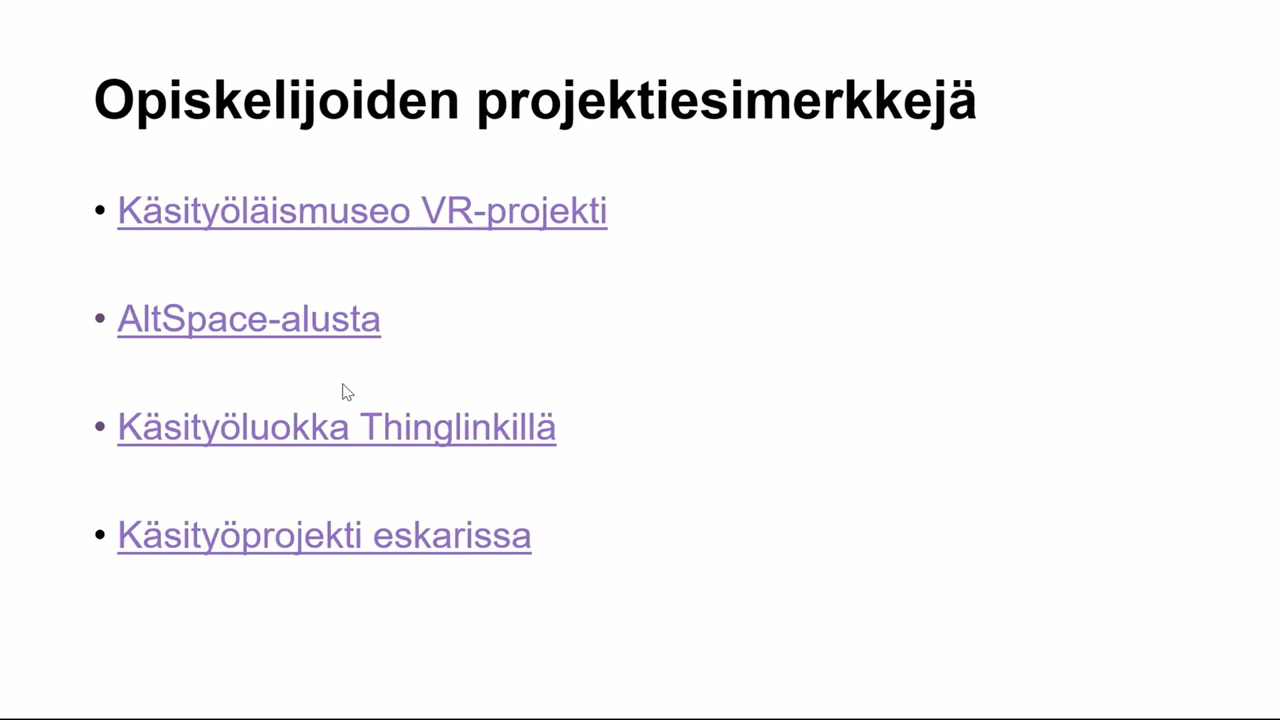 Opiskelijoiden projektiesimerkkejä
• Käsityöläismuseo VR-projekti
• AltSpace-alusta
• Käsityöluokka Thinglinkillä
• Käsityöprojekti eskarissa